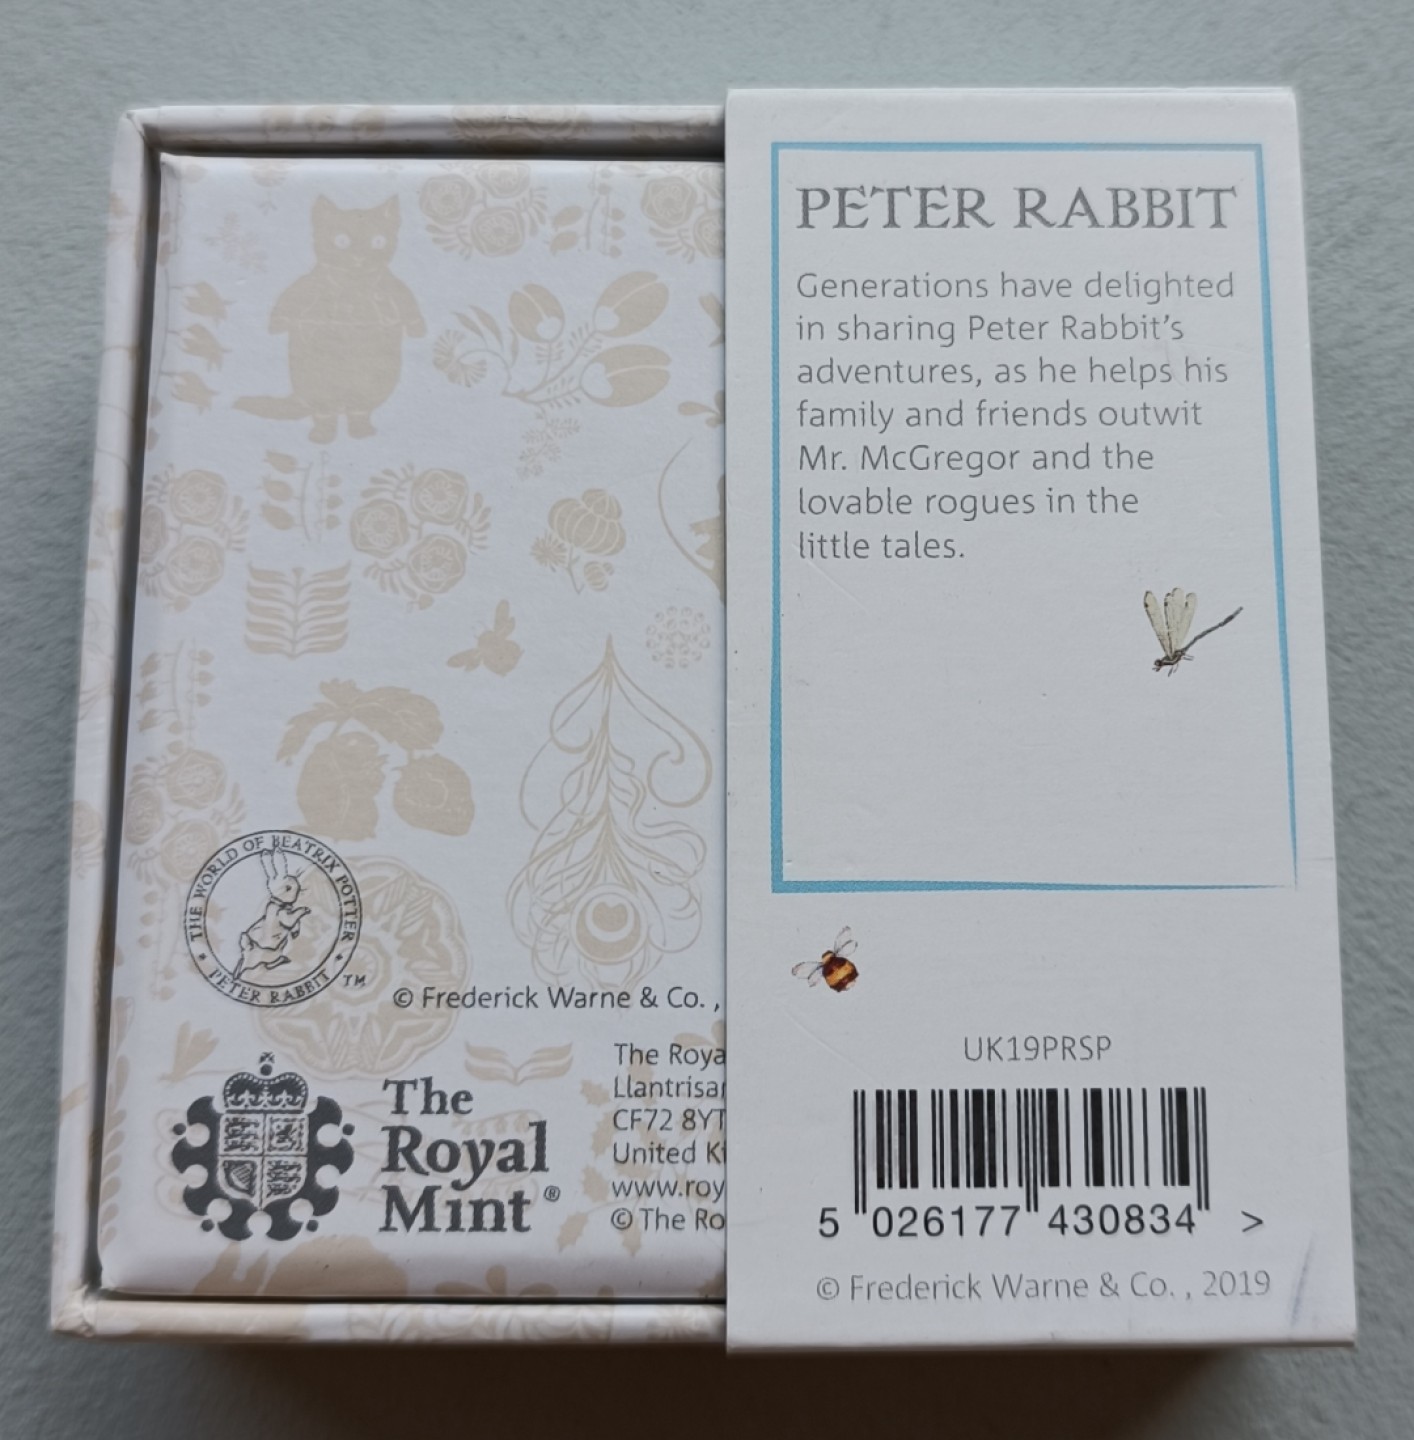 PETER RABBIT
Generations have delighted
in sharing Peter Rabbit's
adventures, as he helps his
family and friends outwit
Mr. McGregor and the
lovable rogues in the
little tales.
THE WORLD OF BEATRIX POTTER
PETER RABBIT TM
© Frederick Warne & Co. ,
The Roya
Llantrisa
CF72 8YT
United Ki
www.roy
© The Ro
The
Royal
Mint ®
UK19PRSP
5 026177 430834 >
© Frederick Warne & Co. , 2019